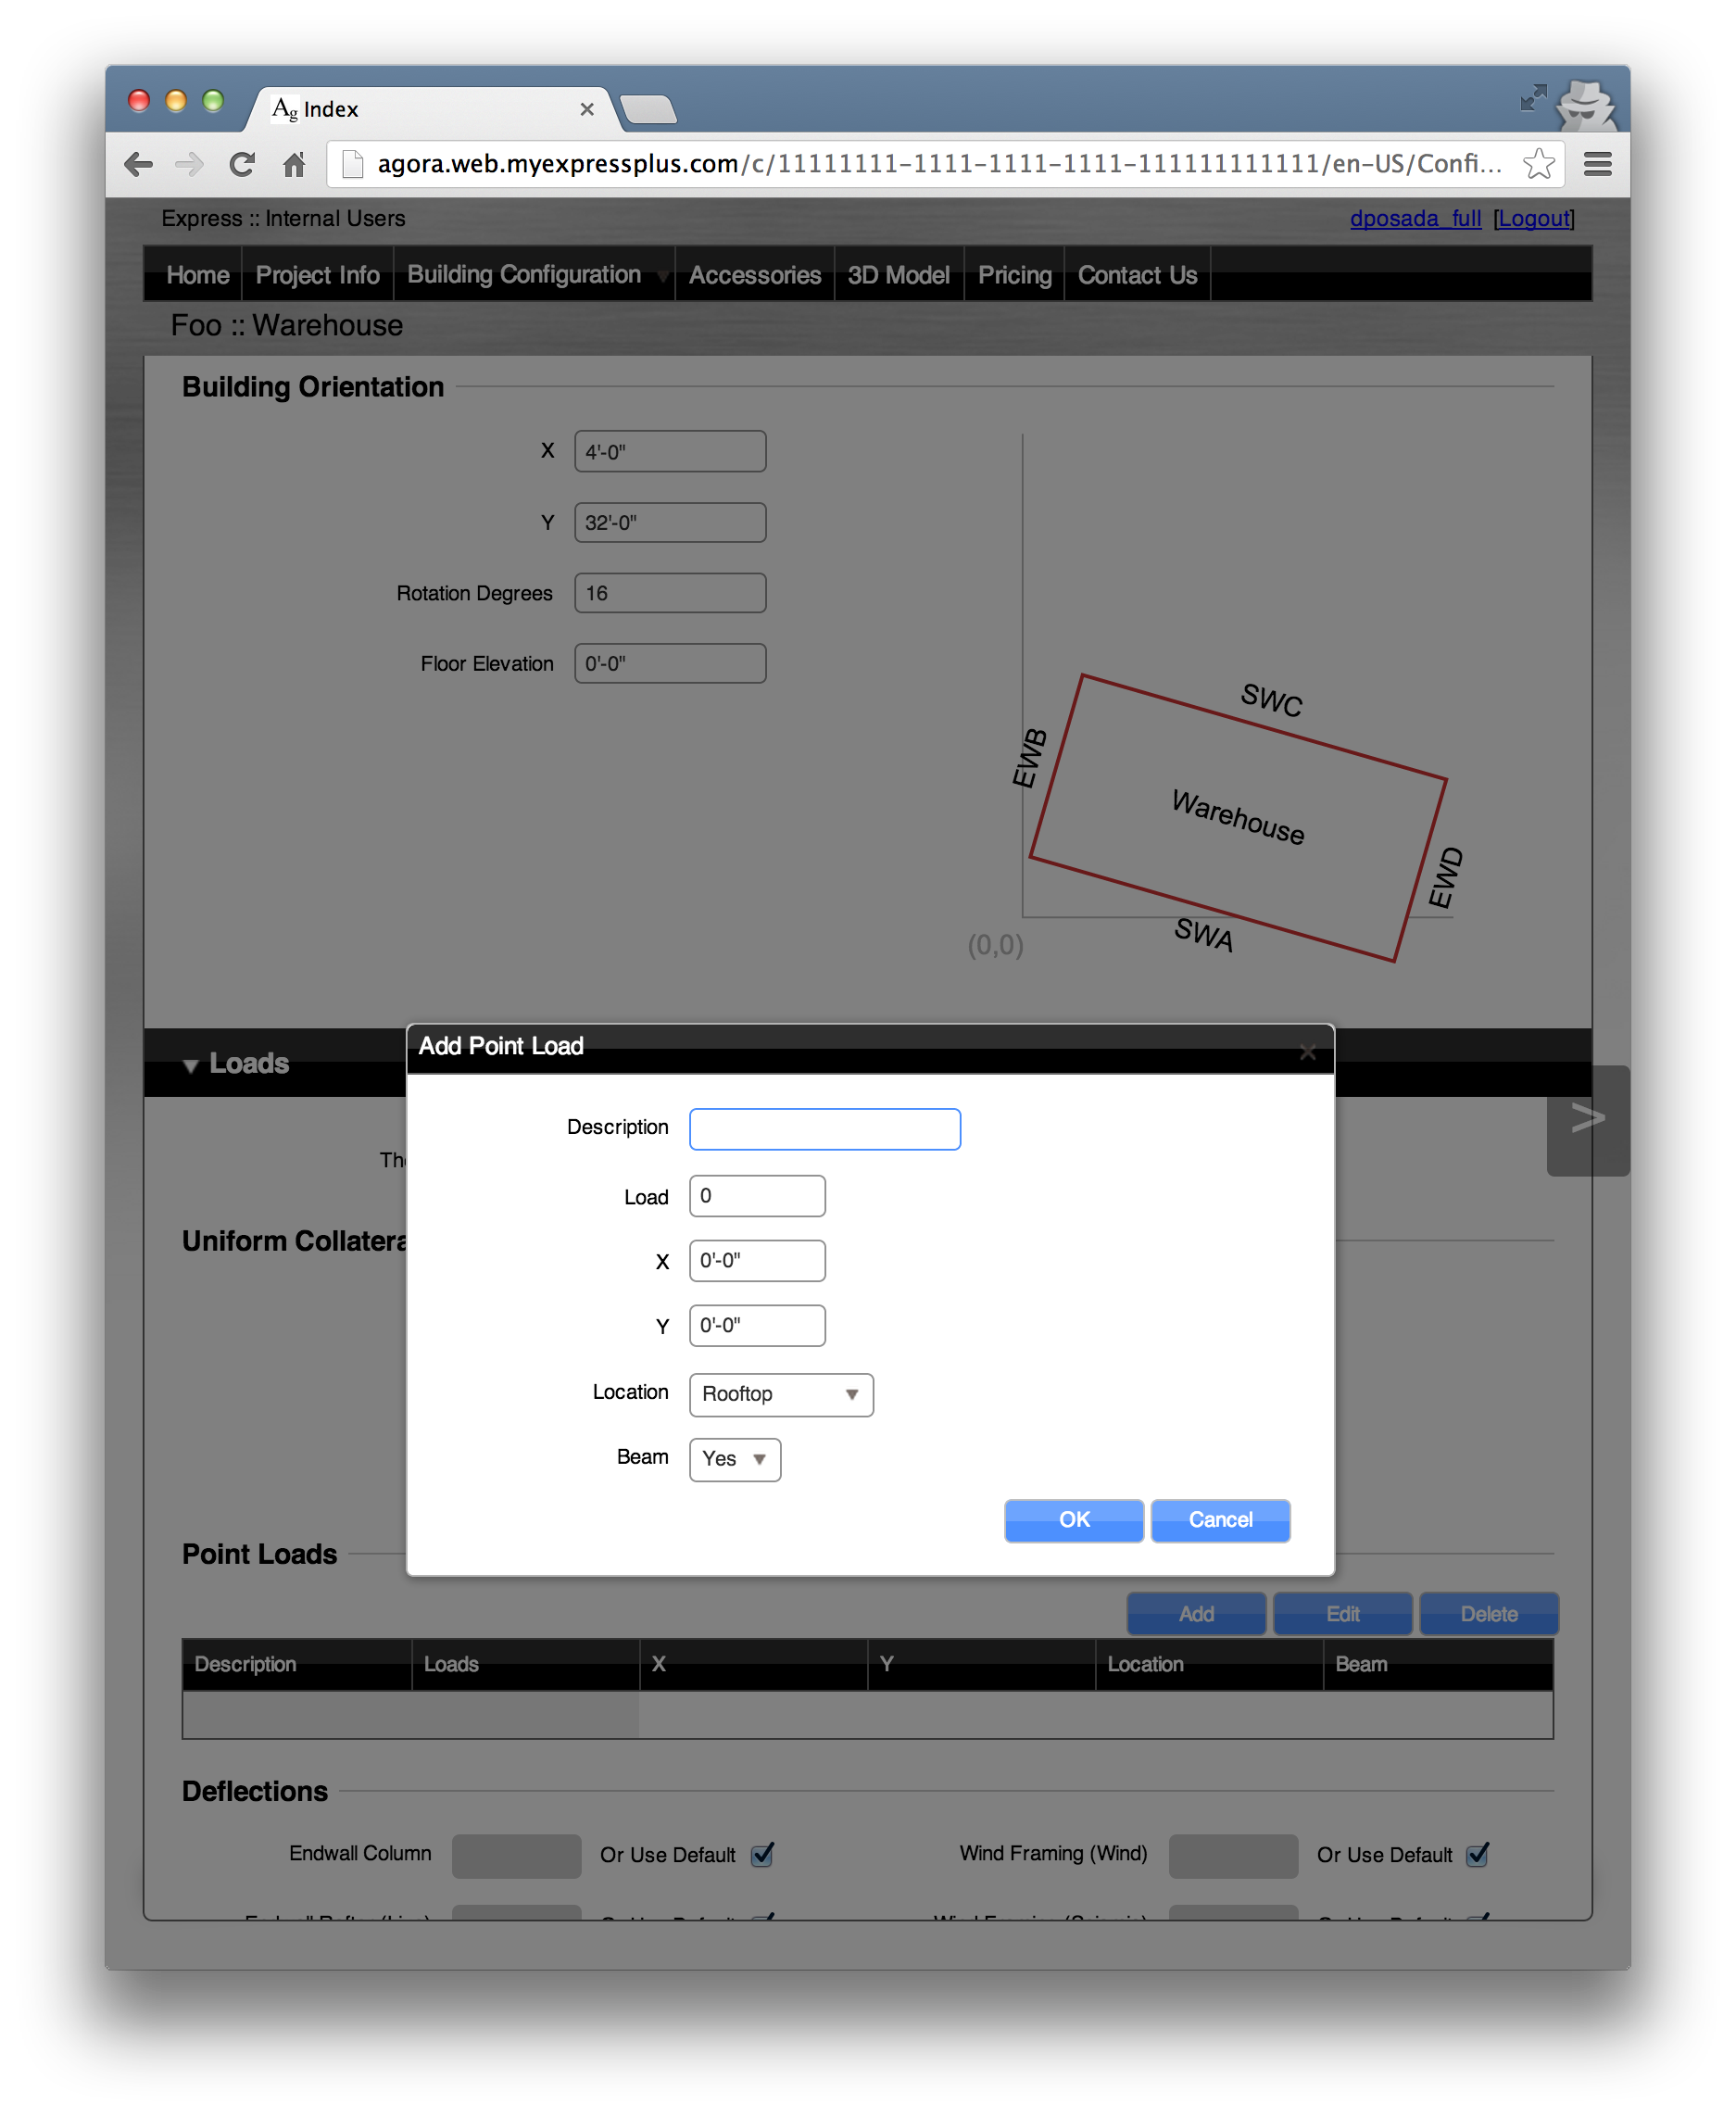 Ag Index
agora.web.myexpressplus.com/c/11111111-1111-1111-1111-111111111111/en-US/Confi...
Express :: Internal Users
dposada_full [Logout]
Home Project Info Building Configuration Accessories 3D Model Pricing Contact Us
Foo :: Warehouse
Building Orientation
X 4'-0"
Y 32'-0"
Rotation Degrees 16
Floor Elevation 0'-0"
SWC
EWB
Warehouse
EWD
SWA
(0,0)
Loads
Add Point Load
>
Description
Load 0
X 0'-0"
Y 0'-0"
Location Rooftop
Beam Yes
OK Cancel
Uniform
Point Loads
Add Edit Delete
Description Loads X Y Location Beam
Deflections
Endwall Column Or Use Default
Wind Framing (Wind) Or Use Default